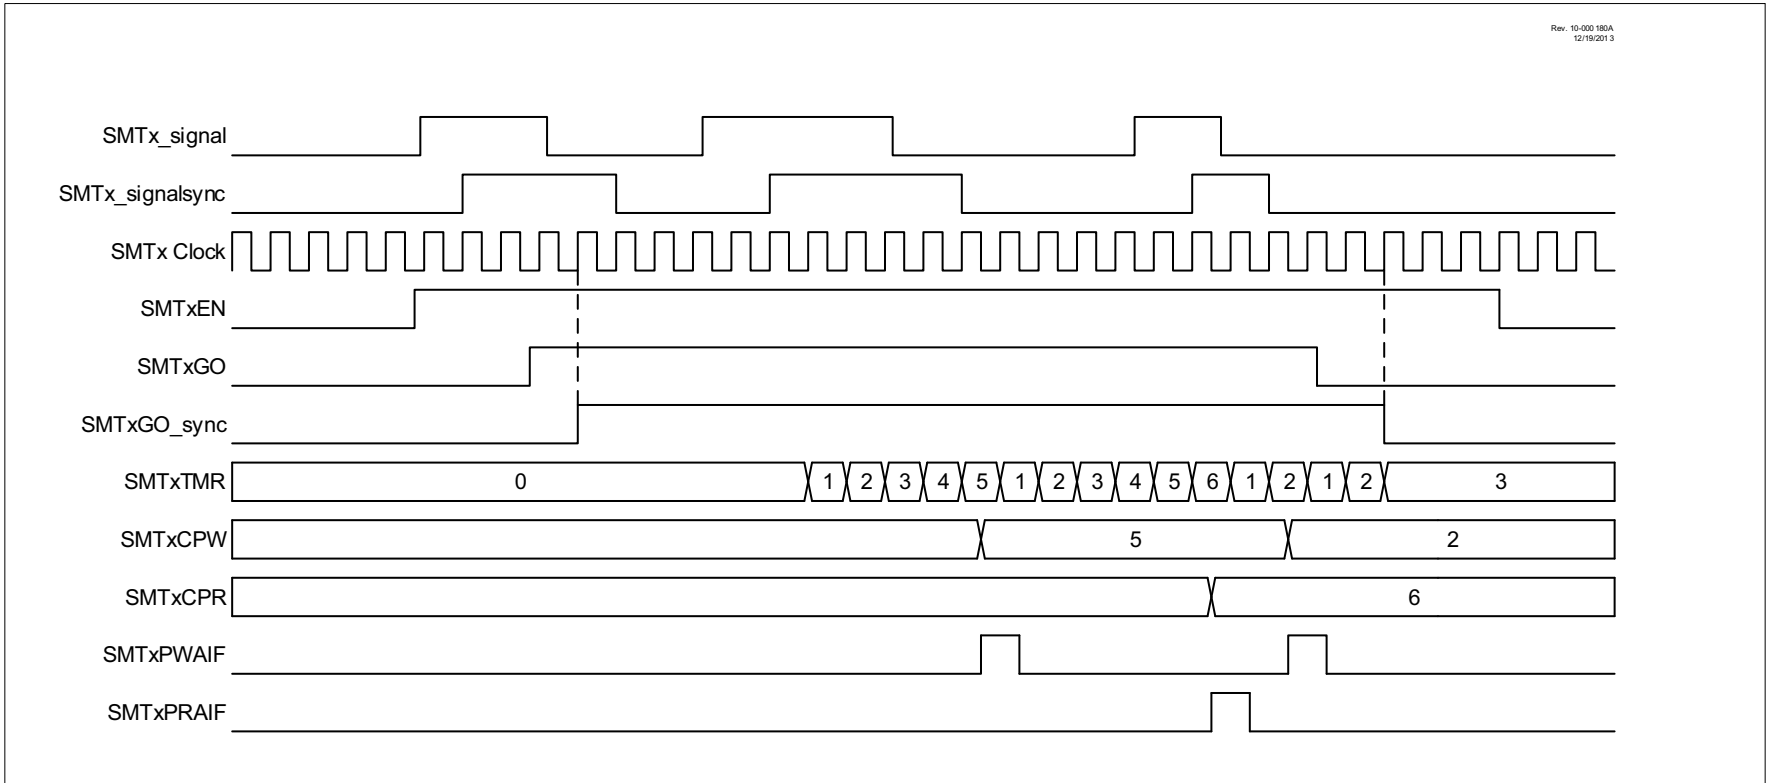 Rev. 10-000 180A
12/19/201 3
SMTx_signal
SMTx_signalsync
SMTx Clock
SMTxEN
SMTxGO
SMTxGO_sync
SMTxTMR 0 1 2 3 4 5 1 2 3 4 5 6 1 2 1 2 3
SMTxCPW 5 2
SMTxCPR 6
SMTxPWAIF
SMTxPRAIF